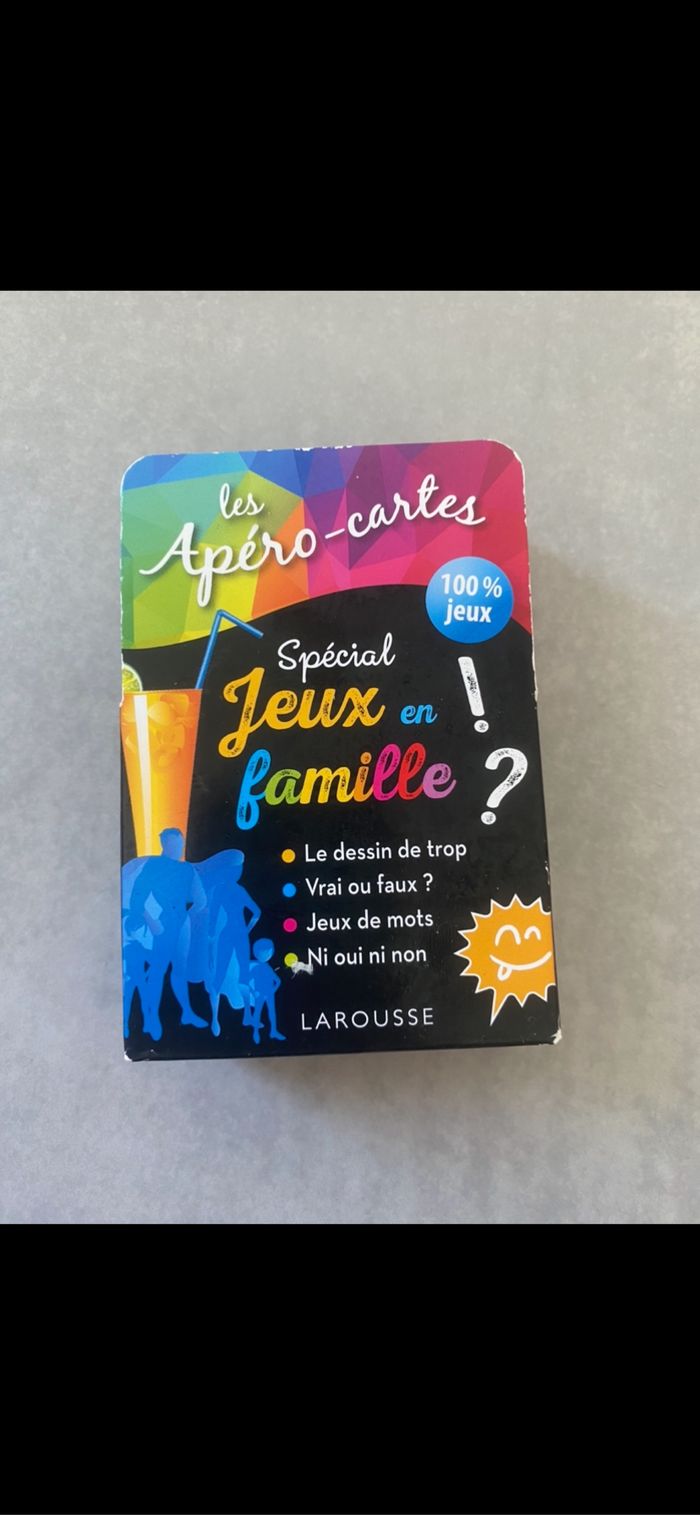 les
Apéro-cartes
100 %
jeux
Spécial
Jeux en
famille
!
?
Le dessin de trop
Vrai ou faux ?
Jeux de mots
Ni oui ni non
LAROUSSE